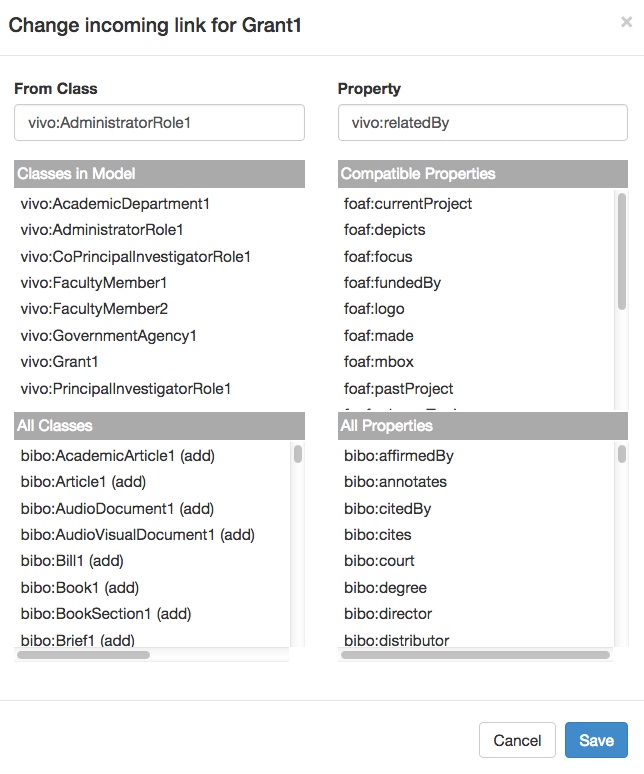 Change incoming link for Grant1
×
From Class
vivo:AdministratorRole1
Classes in Model
vivo:AcademicDepartment1
vivo:AdministratorRole1
vivo:CoPrincipalInvestigatorRole1
vivo:FacultyMember1
vivo:FacultyMember2
vivo:GovernmentAgency1
vivo:Grant1
vivo:PrincipalInvestigatorRole1
All Classes
bibo:AcademicArticle1 (add)
bibo:Article1 (add)
bibo:AudioDocument1 (add)
bibo:AudioVisualDocument1 (add)
bibo:Bill1 (add)
bibo:Book1 (add)
bibo:BookSection1 (add)
bibo:Brief1 (add)
Property
vivo:relatedBy
Compatible Properties
foaf:currentProject
foaf:depicts
foaf:focus
foaf:fundedBy
foaf:logo
foaf:made
foaf:mbox
foaf:pastProject
All Properties
bibo:affirmedBy
bibo:annotates
bibo:citedBy
bibo:cites
bibo:court
bibo:degree
bibo:director
bibo:distributor
Cancel
Save